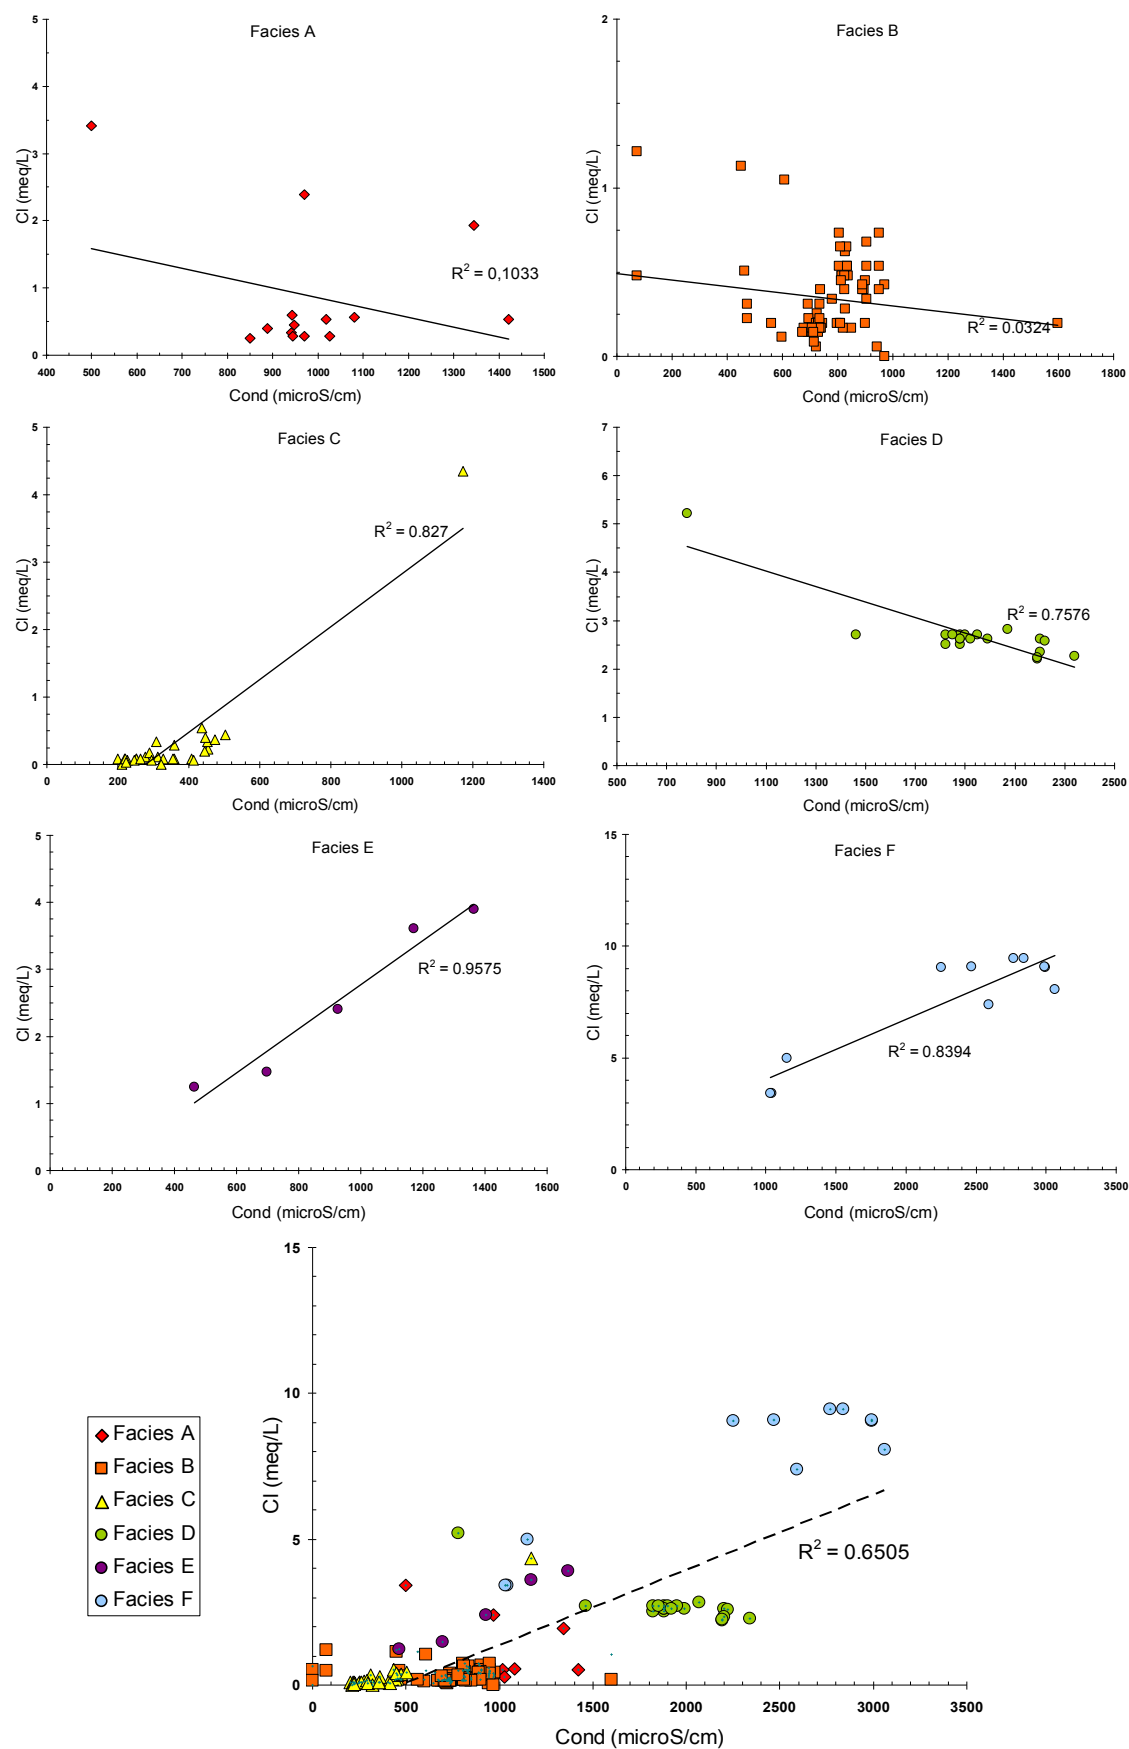 Facies A
5
4
3
2
1
0
Cl (meq/L)
R² = 0,1033
400 500 600 700 800 900 1000 1100 1200 1300 1400 1500
Cond (microS/cm)
Facies B
2
1
0
Cl (meq/L)
R² = 0.0324
0 200 400 600 800 1000 1200 1400 1600 1800
Cond (microS/cm)
Facies C
5
4
3
2
1
0
Cl (meq/L)
R² = 0.827
0 200 400 600 800 1000 1200 1400
Cond (microS/cm)
Facies D
7
6
5
4
3
2
1
0
Cl (meq/L)
R² = 0.7576
500 700 900 1100 1300 1500 1700 1900 2100 2300 2500
Cond (microS/cm)
Facies E
5
4
3
2
1
0
Cl (meq/L)
R² = 0.9575
0 200 400 600 800 1000 1200 1400 1600
Cond (microS/cm)
Facies F
15
10
5
0
Cl (meq/L)
R² = 0.8394
0 500 1000 1500 2000 2500 3000 3500
Cond (microS/cm)
Facies A
Facies B
Facies C
Facies D
Facies E
Facies F
15
10
5
0
Cl (meq/L)
R² = 0.6505
0 500 1000 1500 2000 2500 3000 3500
Cond (microS/cm)